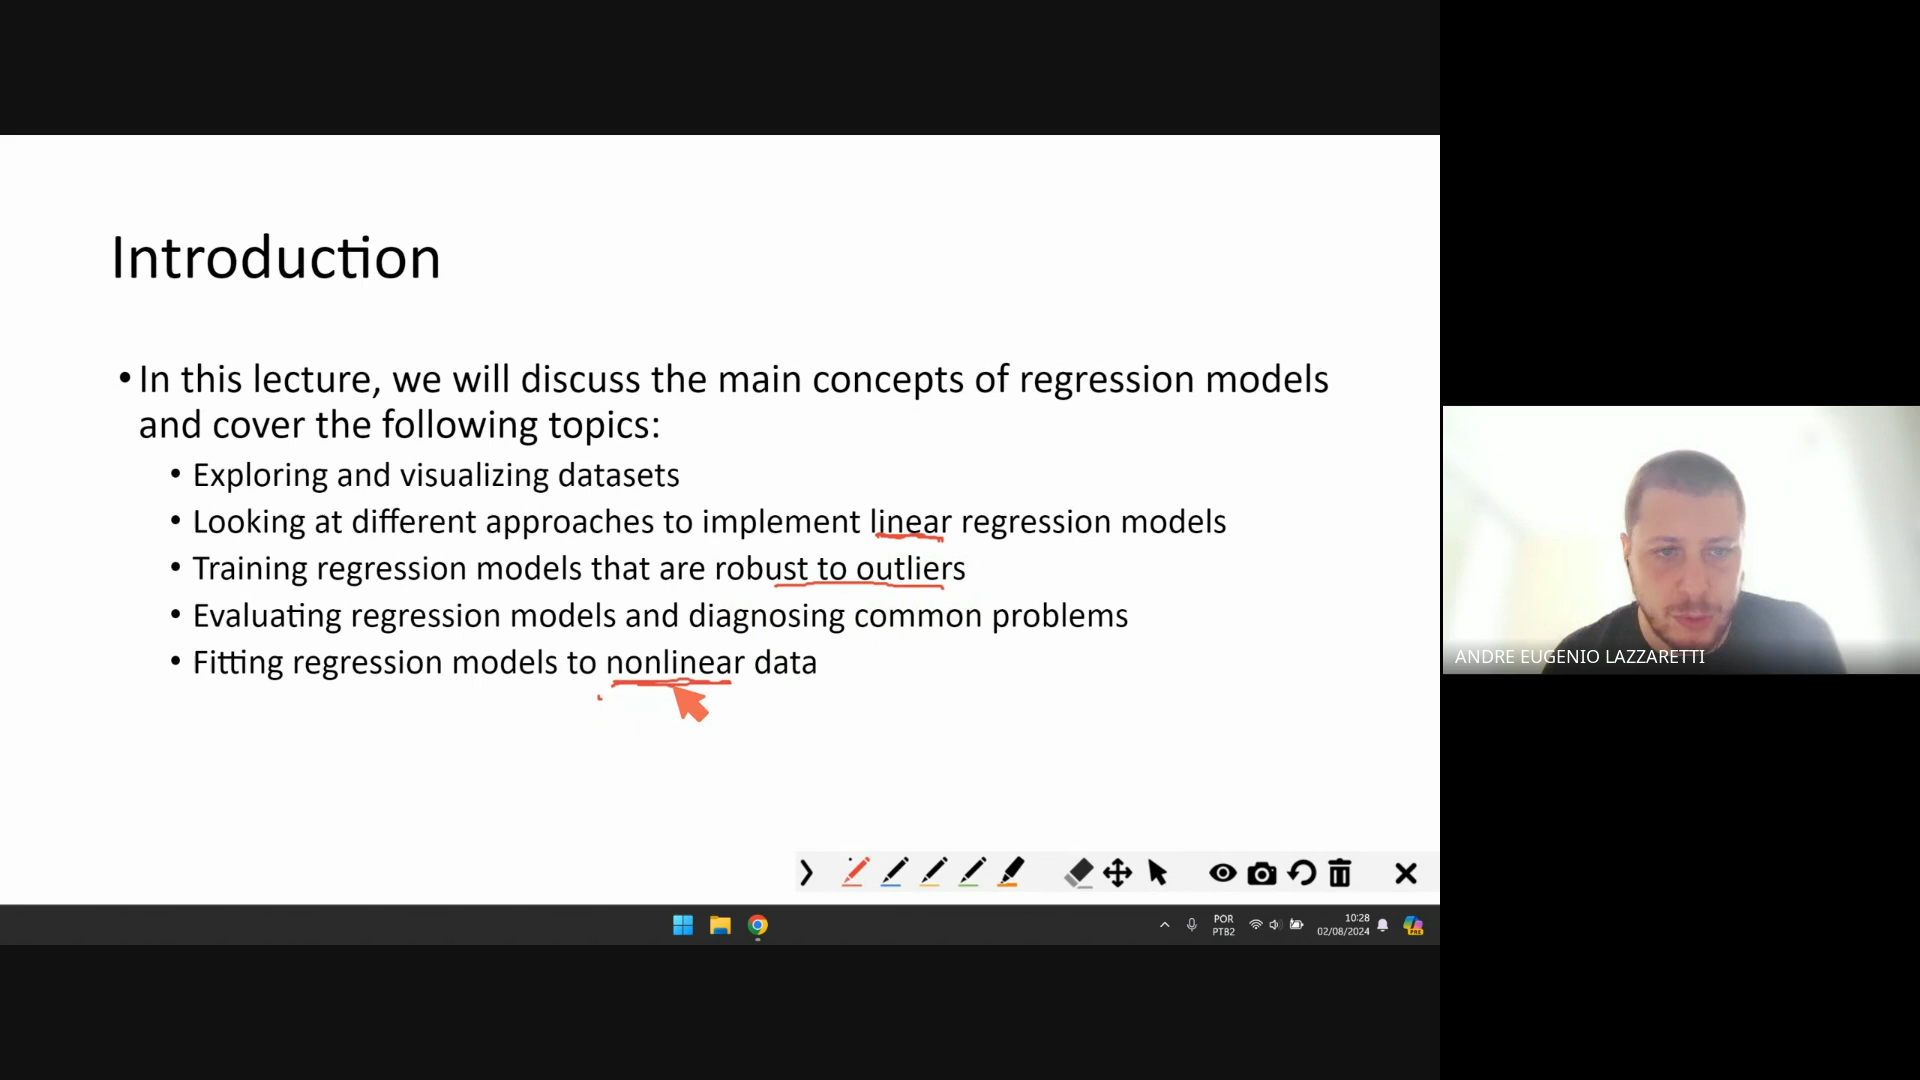 Introduction
• In this lecture, we will discuss the main concepts of regression models
and cover the following topics:
• Exploring and visualizing datasets
• Looking at different approaches to implement linear regression models
• Training regression models that are robust to outliers
• Evaluating regression models and diagnosing common problems
• Fitting regression models to nonlinear data
ANDRE EUGENIO LAZZARETTI
POR
PTB2
10:28
02/08/2024
PRE